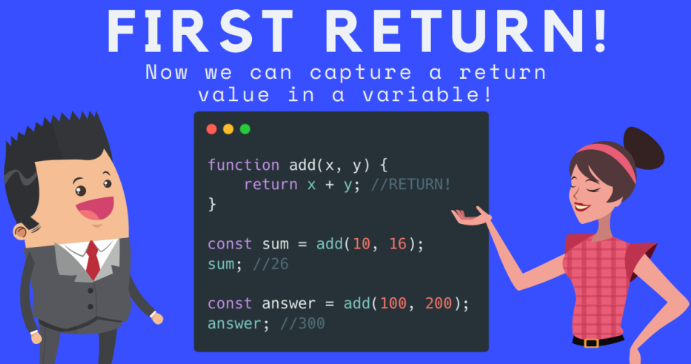 FIRST RETURN!
Now we can capture a return
value in a variable!
function add(x, y) {
    return x + y; //RETURN!
}
const sum = add(10, 16);
sum; //26
const answer = add(100, 200);
answer; //300